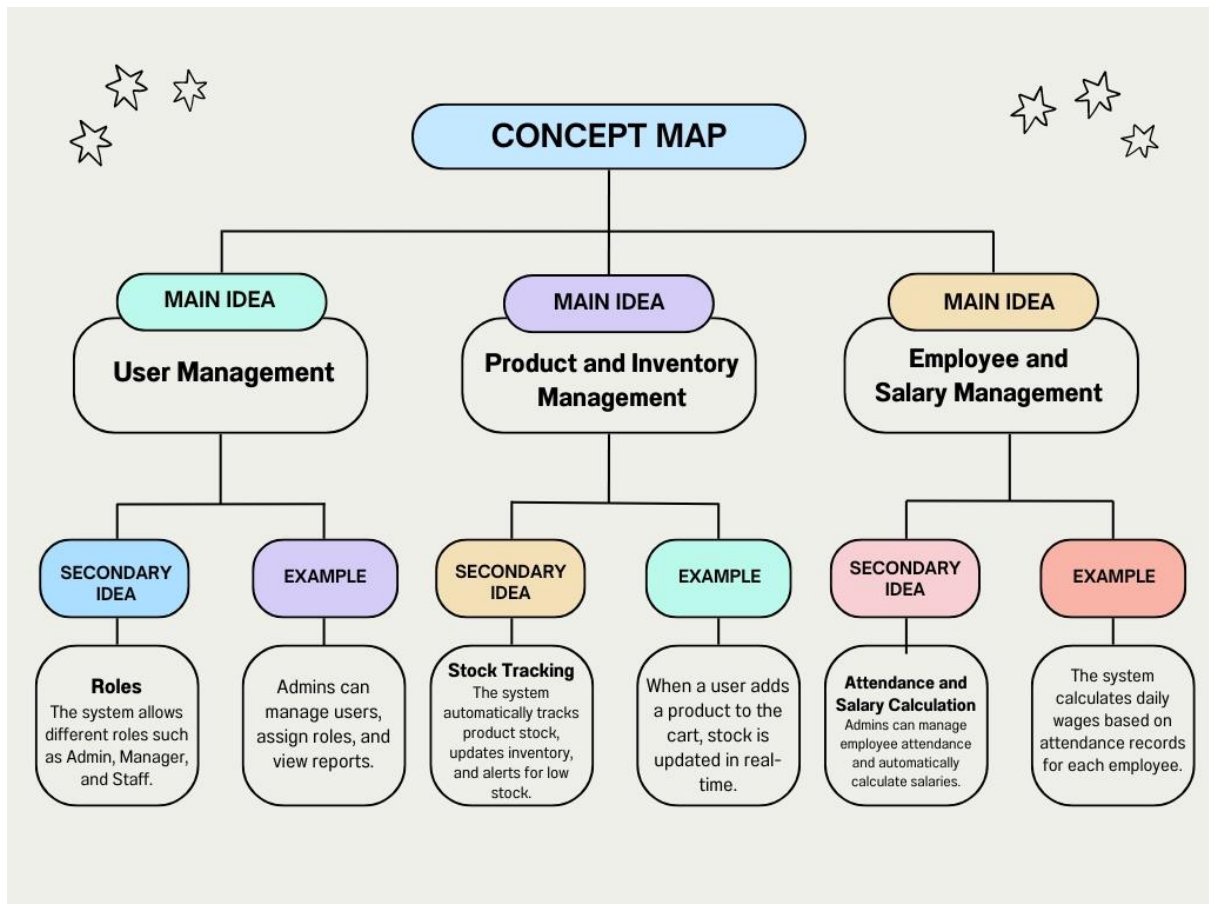 CONCEPT MAP
MAIN IDEA
User Management
MAIN IDEA
Product and Inventory
Management
MAIN IDEA
Employee and
Salary Management
SECONDARY
IDEA
Roles
The system allows
different roles such
as Admin, Manager,
and Staff.
EXAMPLE
Admins can
manage users,
assign roles, and
view reports.
SECONDARY
IDEA
Stock Tracking
The system
automatically tracks
product stock,
updates inventory,
and alerts for low
stock.
EXAMPLE
When a user adds
a product to the
cart, stock is
updated in real-
time.
SECONDARY
IDEA
Attendance and
Salary Calculation
Admins can manage
employee attendance
and automatically
calculate salaries.
EXAMPLE
The system
calculates daily
wages based on
attendance records
for each employee.